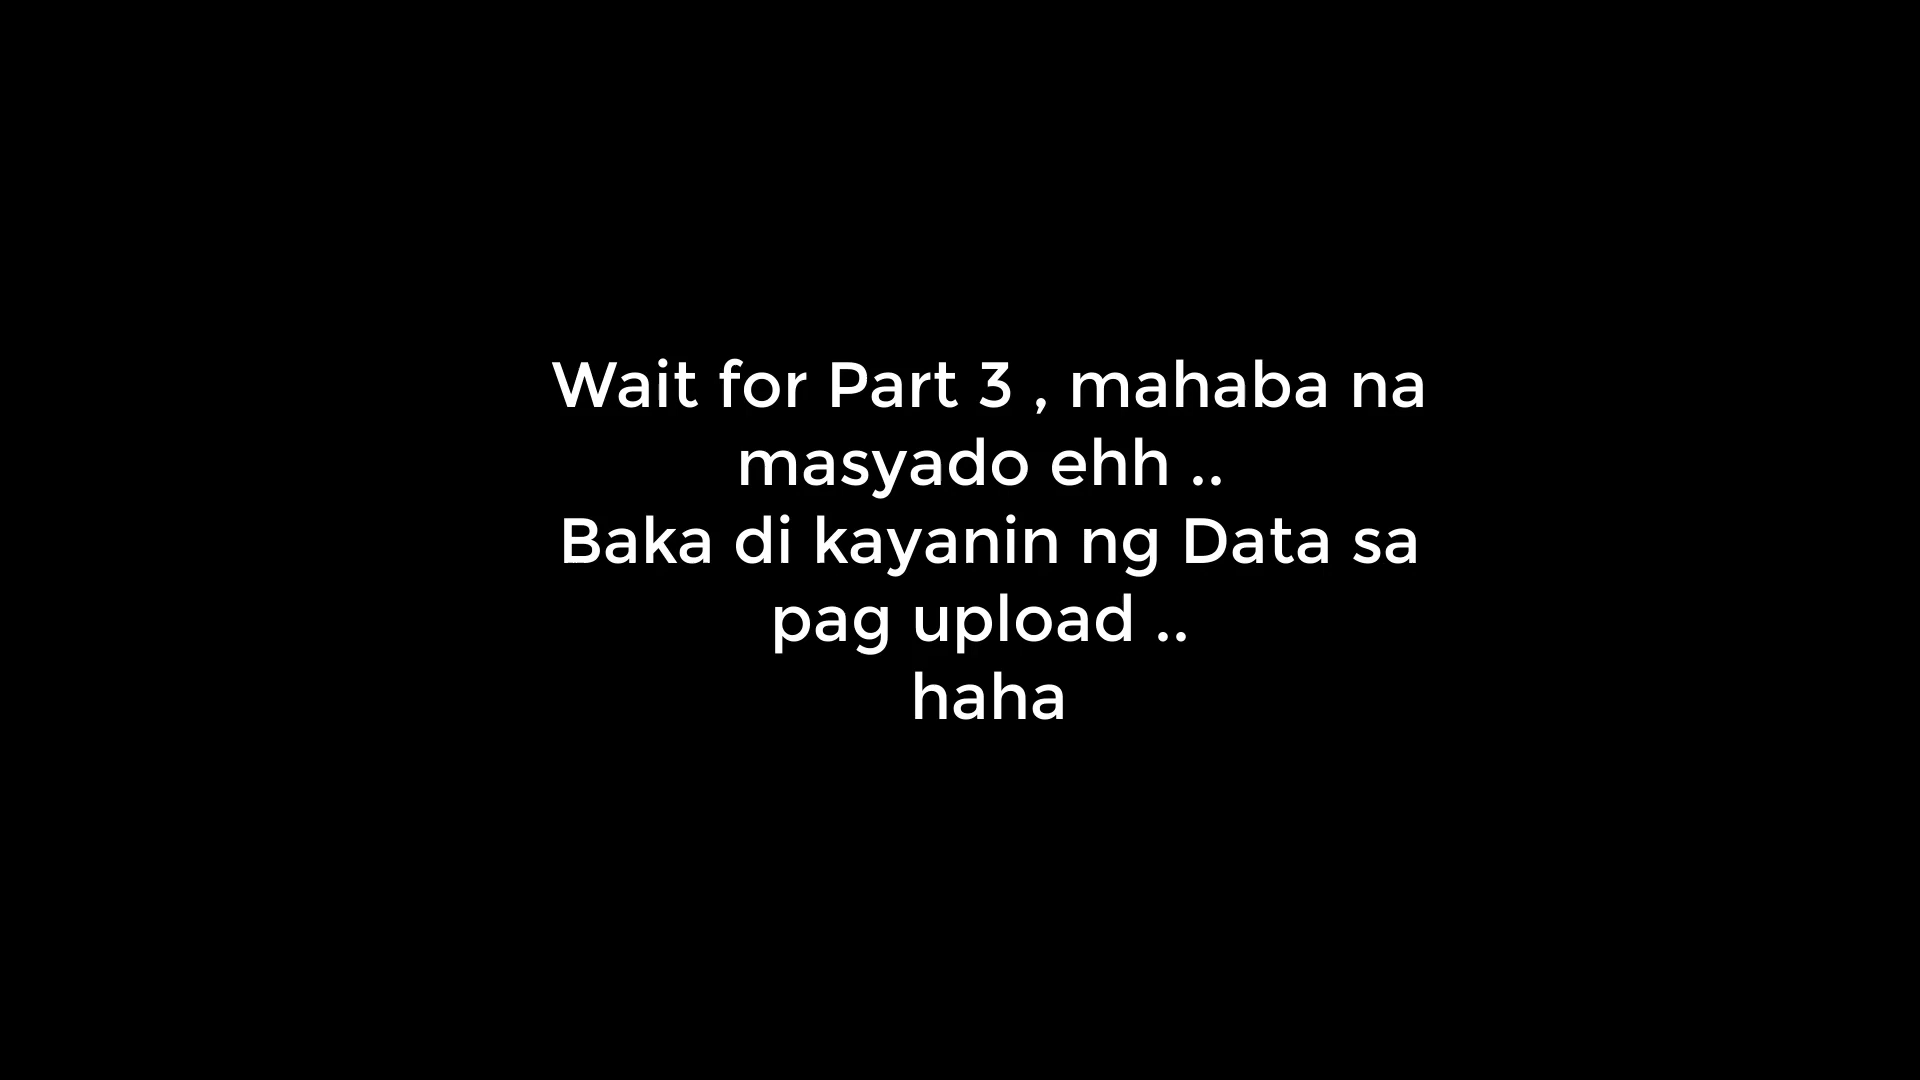 Wait for Part 3 , mahaba na
masyado ehh ..
Baka di kayanin ng Data sa
pag upload ..
haha